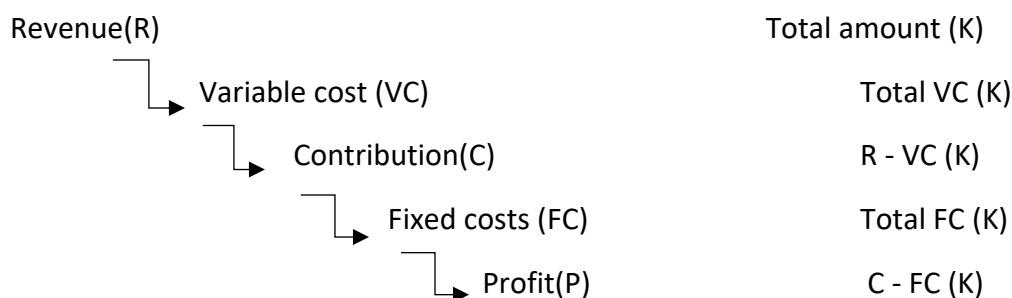 Revenue(R) Total amount (K)
Variable cost (VC) Total VC (K)
Contribution(C) R - VC (K)
Fixed costs (FC) Total FC (K)
Profit(P) C - FC (K)